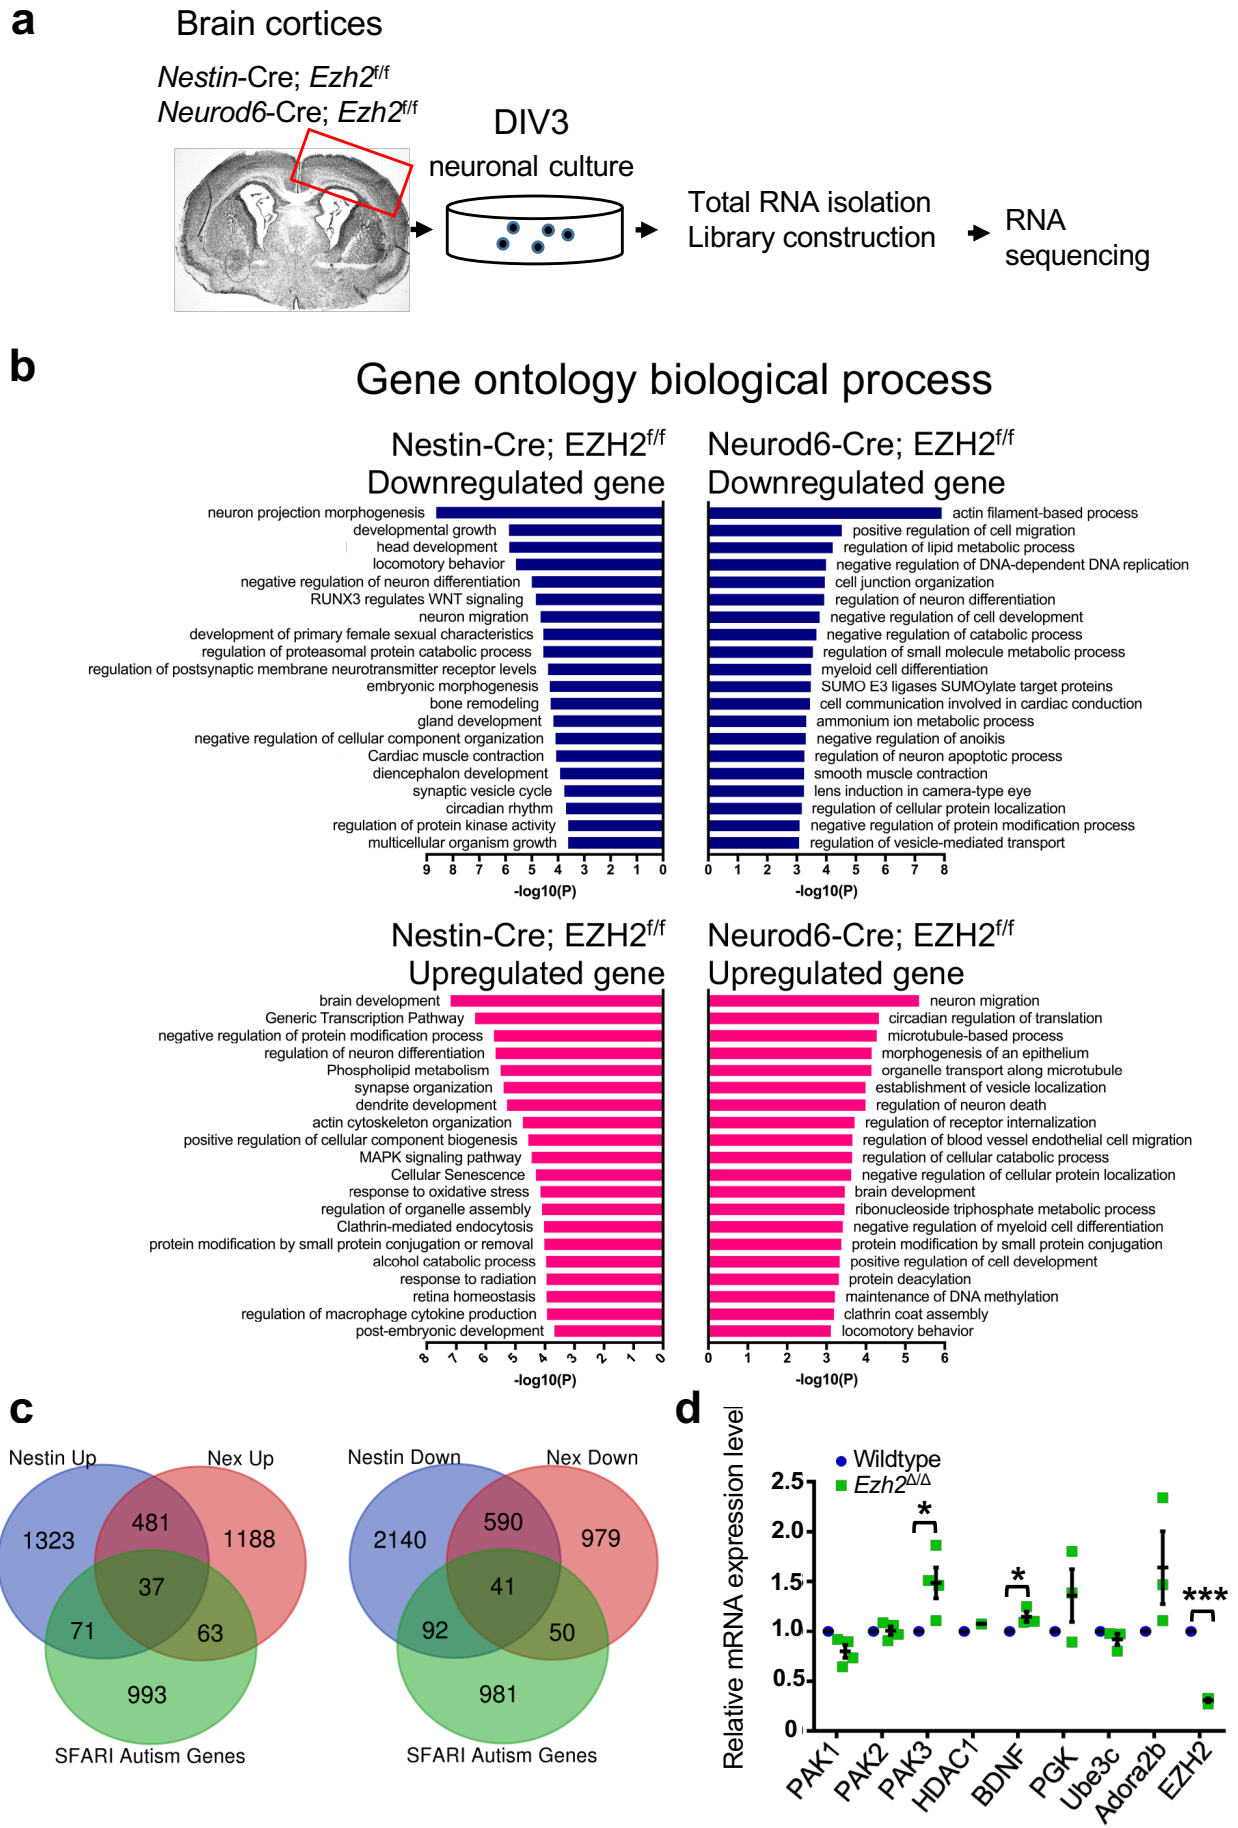 a
Brain cortices
Nestin-Cre; Ezh2f/f
Neurod6-Cre; Ezh2f/f
DIV3
neuronal culture
Total RNA isolation
Library construction
RNA
sequencing
b
Gene ontology biological process
Nestin-Cre; EZH2f/f
Downregulated gene
neuron projection morphogenesis
developmental growth
head development
locomotory behavior
negative regulation of neuron differentiation
RUNX3 regulates WNT signaling
neuron migration
development of primary female sexual characteristics
regulation of proteasomal protein catabolic process
regulation of postsynaptic membrane neurotransmitter receptor levels
embryonic morphogenesis
bone remodeling
gland development
negative regulation of cellular component organization
Cardiac muscle contraction
diencephalon development
synaptic vesicle cycle
circadian rhythm
regulation of protein kinase activity
multicellular organism growth
9 8 7 6 5 4 3 2 1 0
-log10(P)
Neurod6-Cre; EZH2f/f
Downregulated gene
actin filament-based process
positive regulation of cell migration
regulation of lipid metabolic process
negative regulation of DNA-dependent DNA replication
cell junction organization
regulation of neuron differentiation
negative regulation of cell development
negative regulation of catabolic process
regulation of small molecule metabolic process
myeloid cell differentiation
SUMO E3 ligases SUMOylate target proteins
cell communication involved in cardiac conduction
ammonium ion metabolic process
negative regulation of anoikis
regulation of neuron apoptotic process
smooth muscle contraction
lens induction in camera-type eye
regulation of cellular protein localization
negative regulation of protein modification process
regulation of vesicle-mediated transport
0 1 2 3 4 5 6 7 8
-log10(P)
Nestin-Cre; EZH2f/f
Upregulated gene
brain development
Generic Transcription Pathway
negative regulation of protein modification process
regulation of neuron differentiation
Phospholipid metabolism
synapse organization
dendrite development
actin cytoskeleton organization
positive regulation of cellular component biogenesis
MAPK signaling pathway
Cellular Senescence
response to oxidative stress
regulation of organelle assembly
Clathrin-mediated endocytosis
protein modification by small protein conjugation or removal
alcohol catabolic process
response to radiation
retina homeostasis
regulation of macrophage cytokine production
post-embryonic development
8 7 6 5 4 3 2 1 0
-log10(P)
Neurod6-Cre; EZH2f/f
Upregulated gene
neuron migration
circadian regulation of translation
microtubule-based process
morphogenesis of an epithelium
organelle transport along microtubule
establishment of vesicle localization
regulation of neuron death
regulation of receptor internalization
regulation of blood vessel endothelial cell migration
regulation of cellular catabolic process
negative regulation of cellular protein localization
brain development
ribonucleoside triphosphate metabolic process
negative regulation of myeloid cell differentiation
protein modification by small protein conjugation
positive regulation of cell development
protein deacylation
maintenance of DNA methylation
clathrin coat assembly
locomotory behavior
0 1 2 3 4 5 6
-log10(P)
c
Nestin Up
Nex Up
1323
481
1188
37
71
63
993
SFARI Autism Genes
Nestin Down
Nex Down
2140
590
979
41
92
50
981
SFARI Autism Genes
d
Relative mRNA expression level
Wildtype
Ezh2Δ/Δ
2.5
2.0
1.5
1.0
0.5
0
*
*
***
PAK1
PAK2
PAK3
HDAC1
BDNF
PGK
Ube3c
Adora2b
EZH2